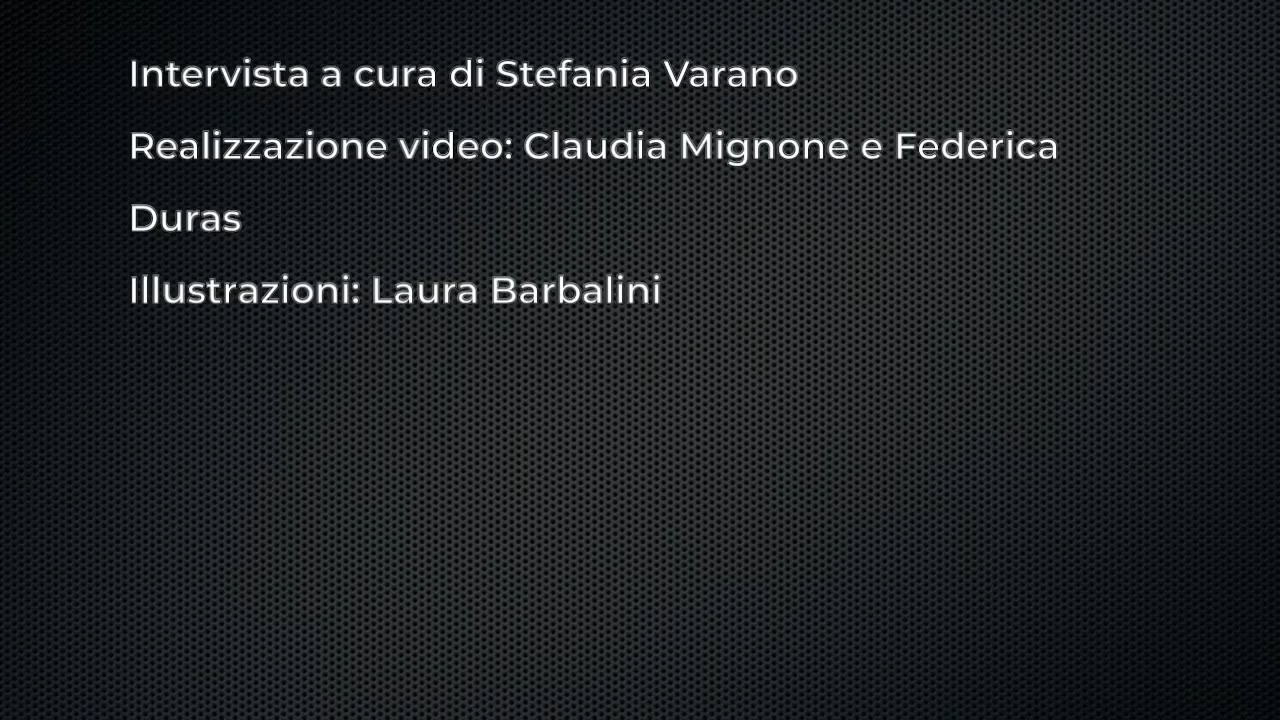 Intervista a cura di Stefania Varano
Realizzazione video: Claudia Mignone e Federica
Duras
Illustrazioni: Laura Barbalini